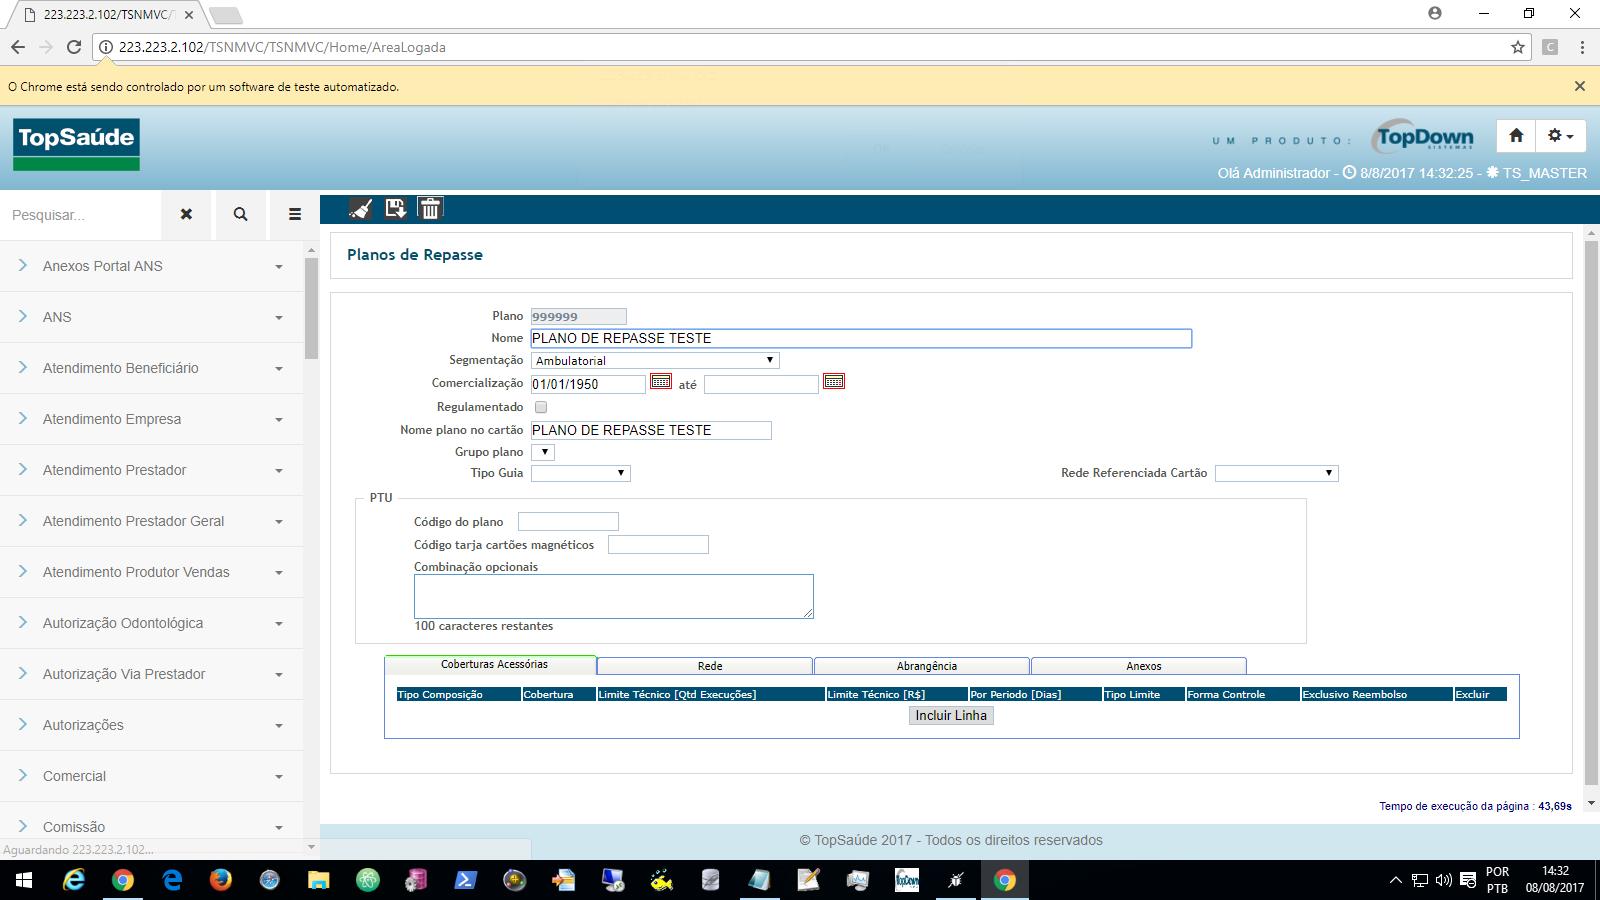 223.223.2.102/TSNMVC/T
223.223.2.102/TSNMVC/TSNMVC/Home/AreaLogada
C
O Chrome está sendo controlado por um software de teste automatizado.
TopSaúde
UM PRODUTO:
TopDown
SISTEMAS
Olá Administrador - 8/8/2017 14:32:25 - TS_MASTER
Pesquisar...
Anexos Portal ANS
ANS
Atendimento Beneficiário
Atendimento Empresa
Atendimento Prestador
Atendimento Prestador Geral
Atendimento Produtor Vendas
Autorização Odontológica
Autorização Via Prestador
Autorizações
Comercial
Comissão
Aguardando 223.223.2.102...
Planos de Repasse
Plano 999999
Nome PLANO DE REPASSE TESTE
Segmentação Ambulatorial
Comercialização 01/01/1950 até
Regulamentado
Nome plano no cartão PLANO DE REPASSE TESTE
Grupo plano
Tipo Guia Rede Referenciada Cartão
PTU
Código do plano
Código tarja cartões magnéticos
Combinação opcionais
100 caracteres restantes
Coberturas Acessórias Rede Abrangência Anexos
Tipo Composição Cobertura Limite Técnico [Qtd Execuções] Limite Técnico [R$] Por Periodo [Dias] Tipo Limite Forma Controle Exclusivo Reembolso Excluir
Incluir Linha
Tempo de execução da página : 43,69s
© TopSaúde 2017 - Todos os direitos reservados
TopDown
POR
PTB
14:32
08/08/2017